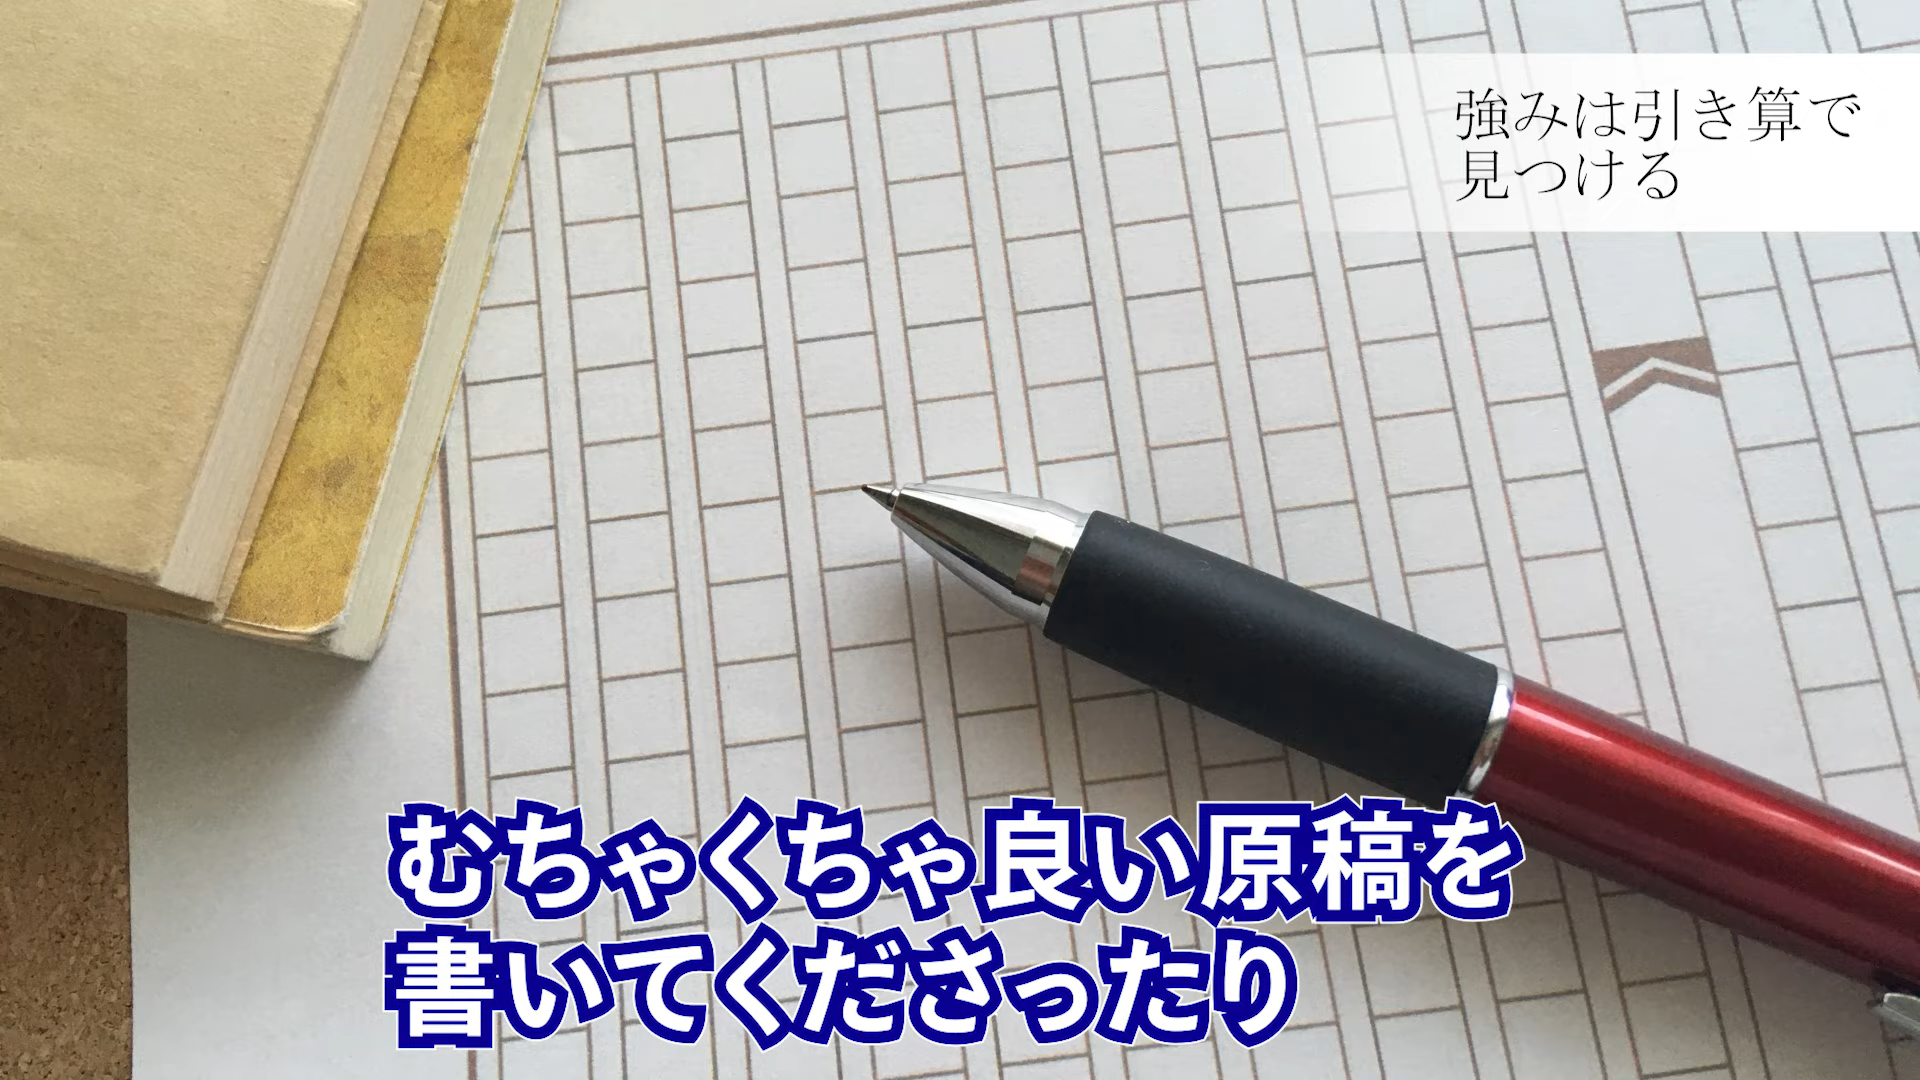 強みは引き算で
見つける
むちゃくちゃ良い原稿を
書いてくださったり